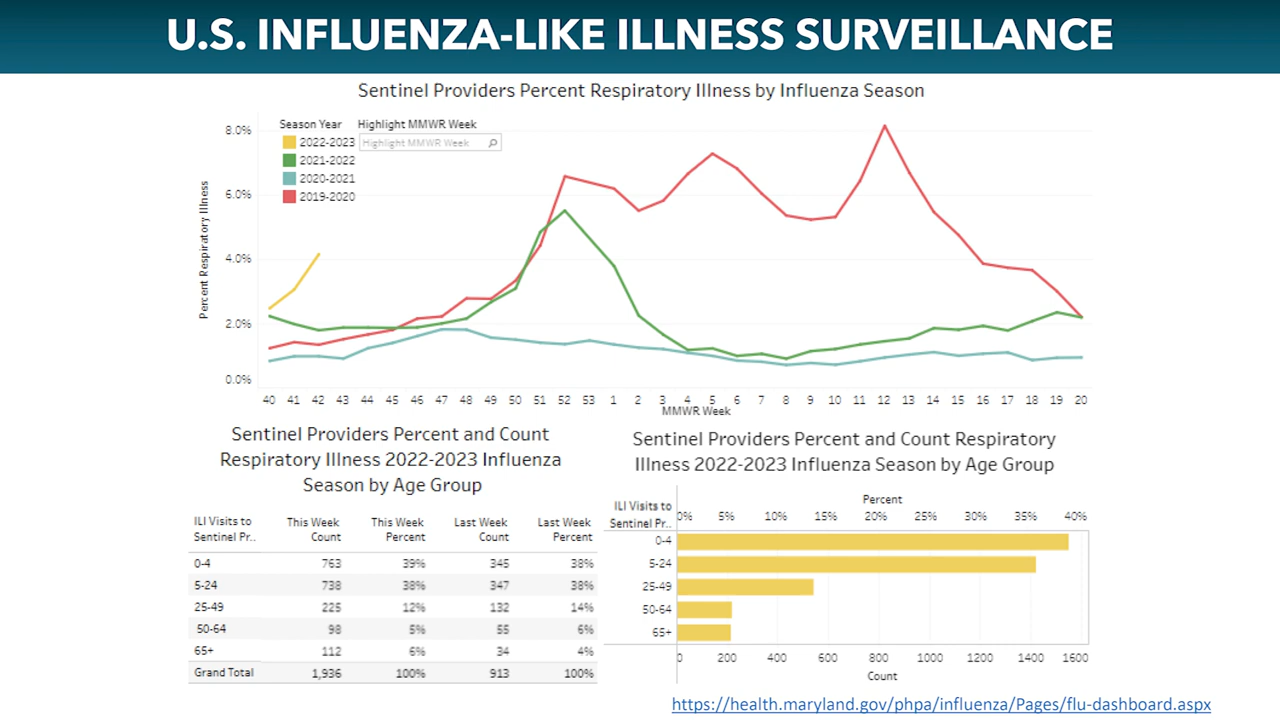 U.S. INFLUENZA-LIKE ILLNESS SURVEILLANCE
Sentinel Providers Percent Respiratory Illness by Influenza Season
Season Year Highlight MMWR Week
2022-2023 Highlight MMWR Week
2021-2022
2020-2021
2019-2020
Percent Respiratory Illness
8.0%
6.0%
4.0%
2.0%
0.0%
40 41 42 43 44 45 46 47 48 49 50 51 52 53 1 2 3 4 5 6 7 8 9 10 11 12 13 14 15 16 17 18 19 20
MMWR Week
Sentinel Providers Percent and Count
Respiratory Illness 2022-2023 Influenza
Season by Age Group
ILI Visits to This Week This Week Last Week Last Week
Sentinel Pr.. Count Percent Count Percent
0-4 763 39% 345 38%
5-24 738 38% 347 38%
25-49 225 12% 132 14%
50-64 98 5% 55 6%
65+ 112 6% 34 4%
Grand Total 1,936 100% 913 100%
Sentinel Providers Percent and Count Respiratory
Illness 2022-2023 Influenza Season by Age Group
Percent
ILI Visits to
Sentinel Pr..
0% 5% 10% 15% 20% 25% 30% 35% 40%
0-4
5-24
25-49
50-64
65+
0 200 400 600 800 1000 1200 1400 1600
Count
https://health.maryland.gov/phpa/influenza/Pages/flu-dashboard.aspx